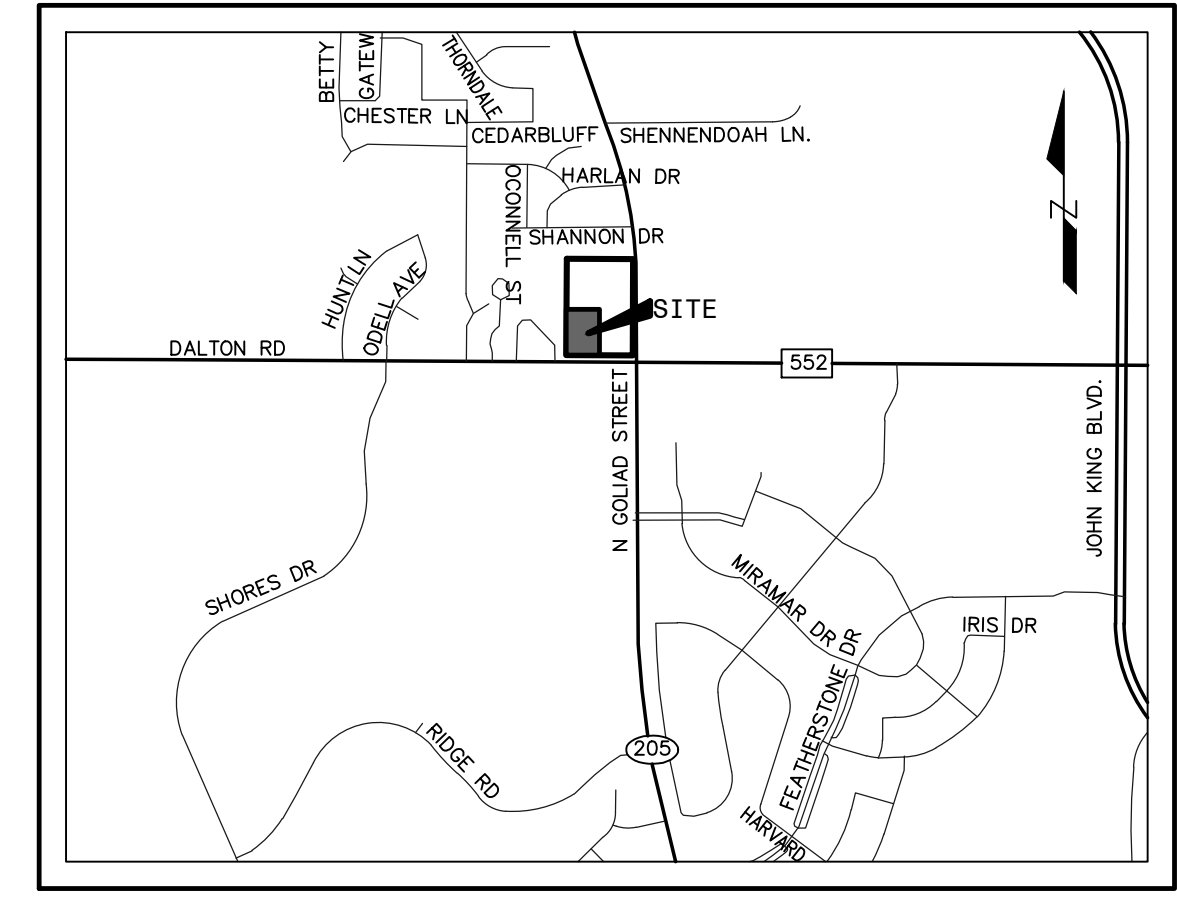 BETTY
GATEW
THORNDALE
CHESTER LN
CEDARBLUFF
SHENNENDOAH LN.
HARLAN DR
OCONNELL ST
SHANNON DR
N
HUNT LN
ODELL AVE
SITE
DALTON RD
552
N GOLIAD STREET
JOHN KING BLVD.
SHORES DR
MIRAMAR DR
IRIS DR
FEATHERSTONE DR
RIDGE RD
205
HARVARD